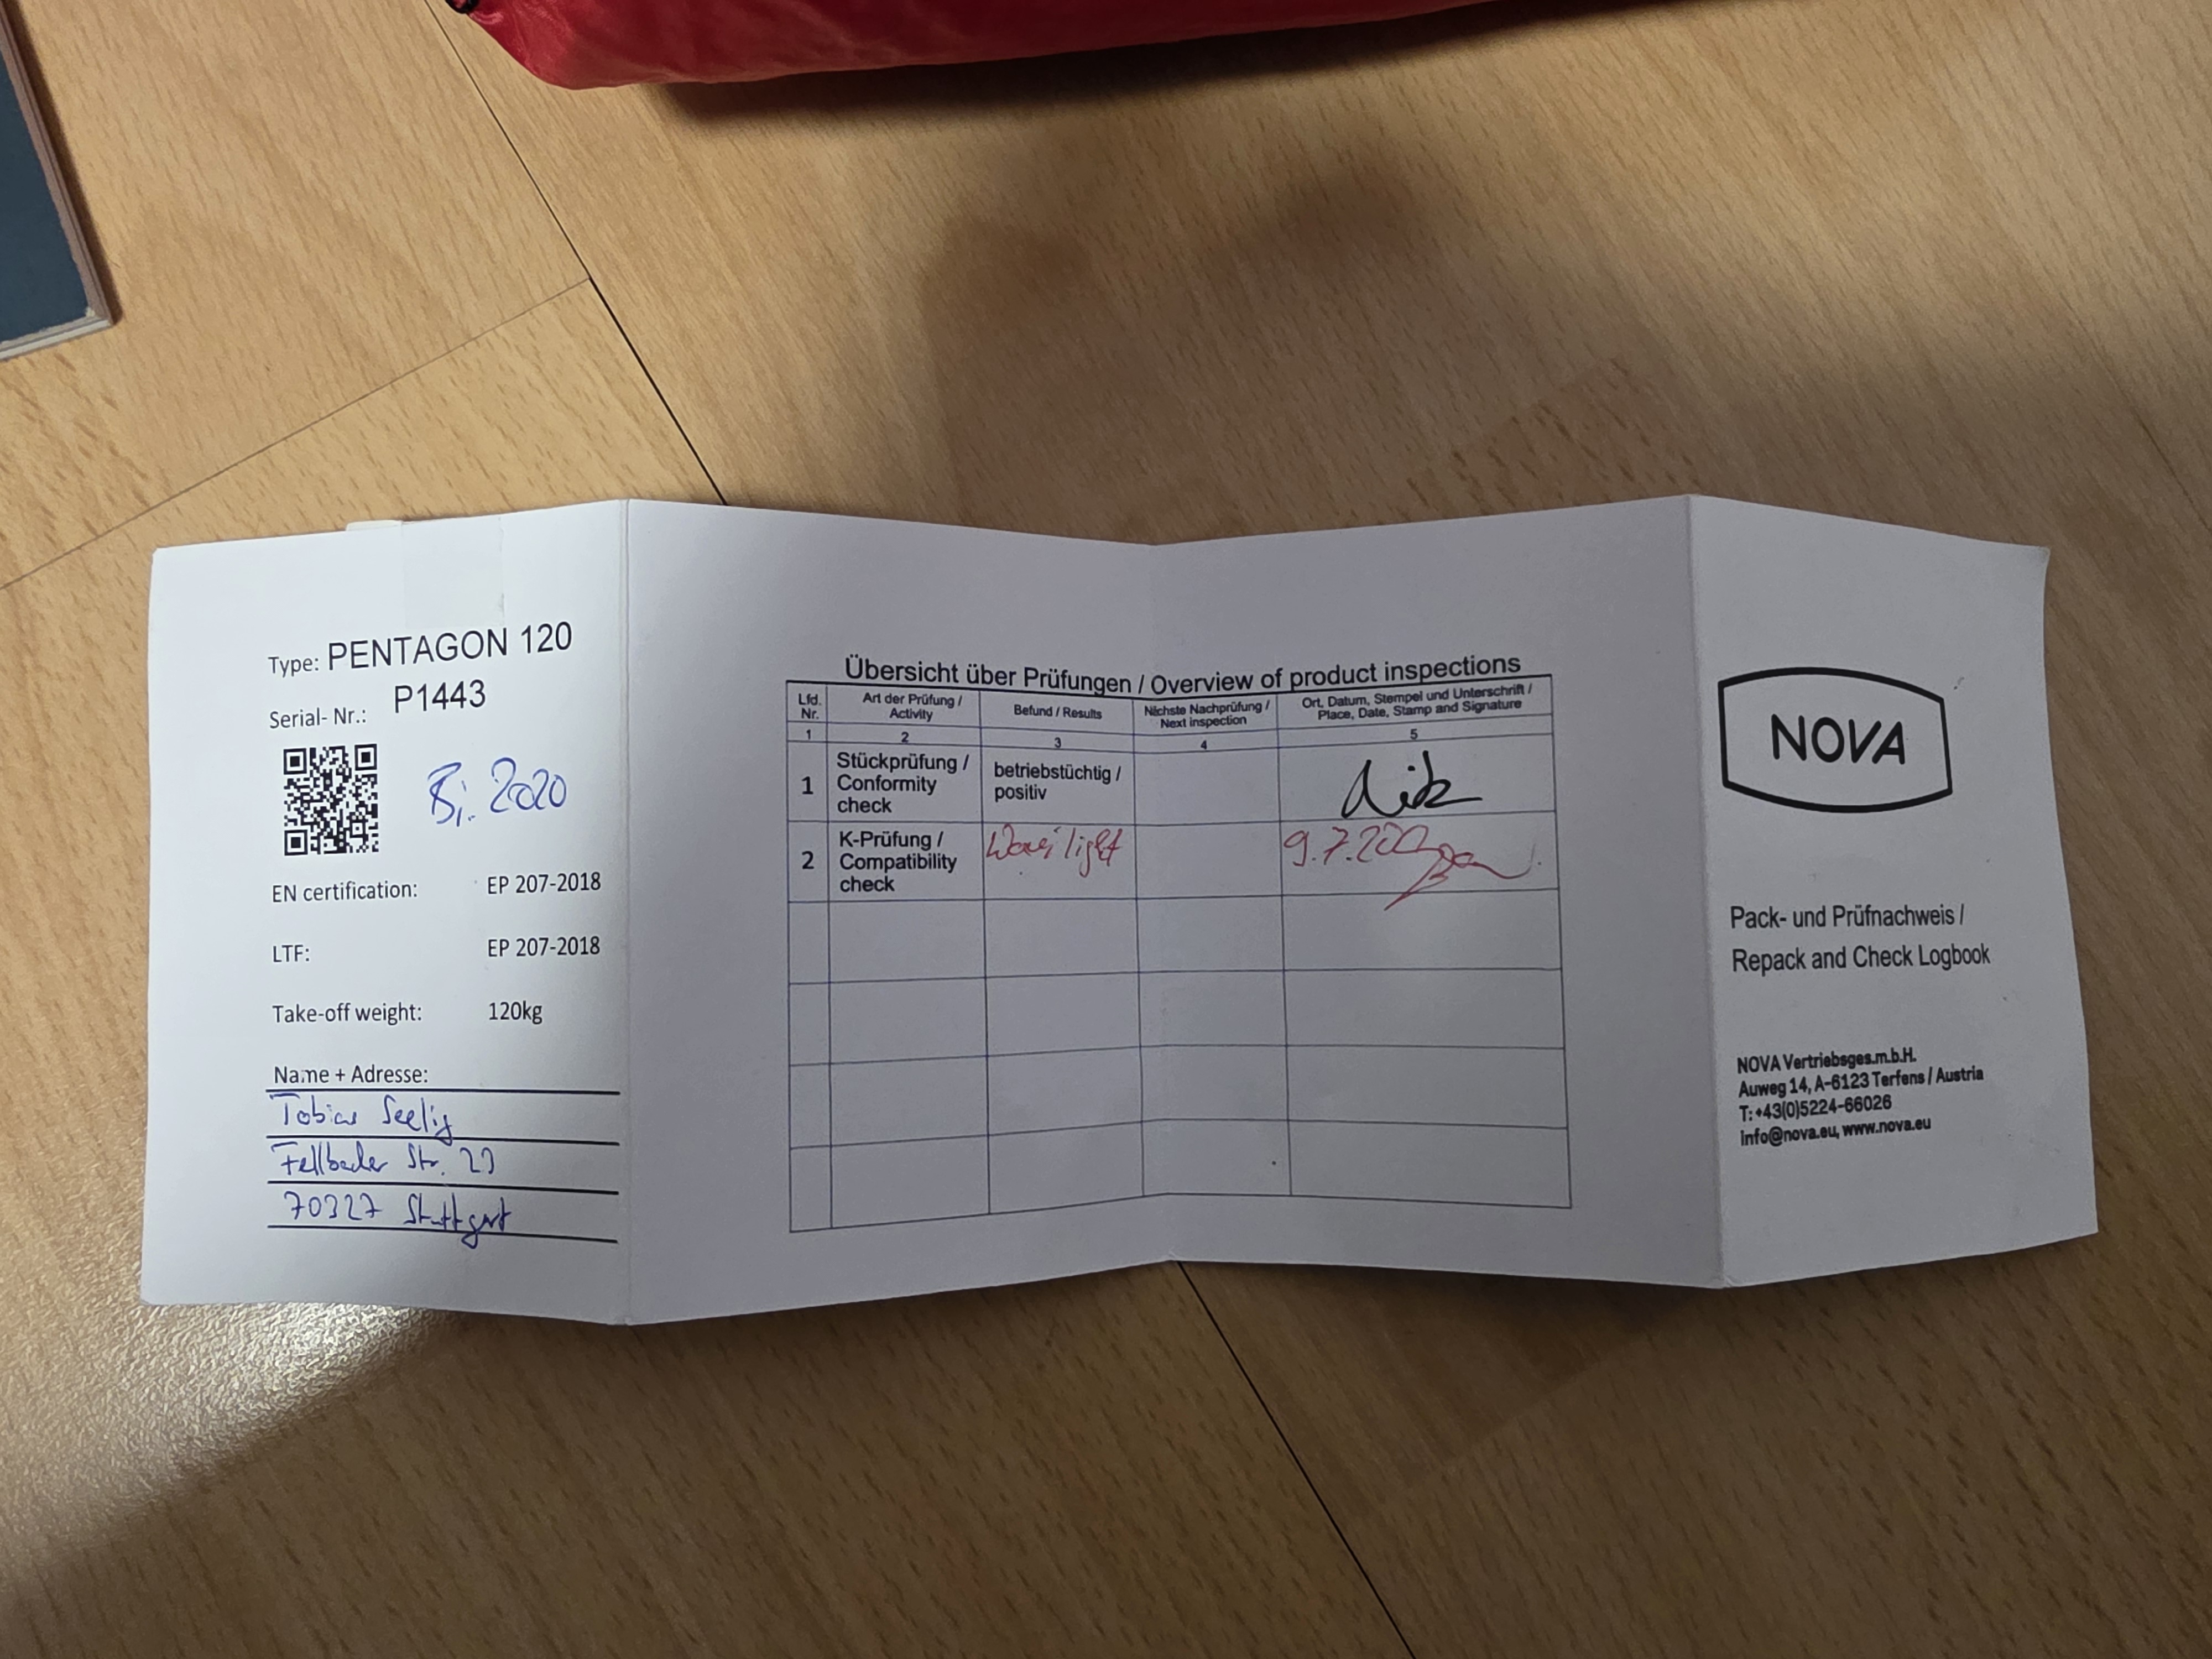 Type: PENTAGON 120
Serial- Nr.: P1443
Bj. 2020
EN certification: EP 207-2018
LTF: EP 207-2018
Take-off weight: 120kg
Name + Adresse:
Tobias Seelig
Fellbacher Str. 29
70327 Stuttgart
Übersicht über Prüfungen / Overview of product inspections
Lfd. Nr.
Art der Prüfung / Activity
Befund / Results
Nächste Nachprüfung / Next inspection
Ort, Datum, Stempel und Unterschrift / Place, Date, Stamp and Signature
1 2 3 4 5
1
Stückprüfung /
Conformity
check
betriebstüchtig /
positiv
2
K-Prüfung /
Compatibility
check
light
9.7.
NOVA
Pack- und Prüfnachweis /
Repack and Check Logbook
NOVA Vertriebsges.m.b.H.
Auweg 14, A-6123 Terfens / Austria
T: +43(0)5224-66026
info@nova.eu, www.nova.eu